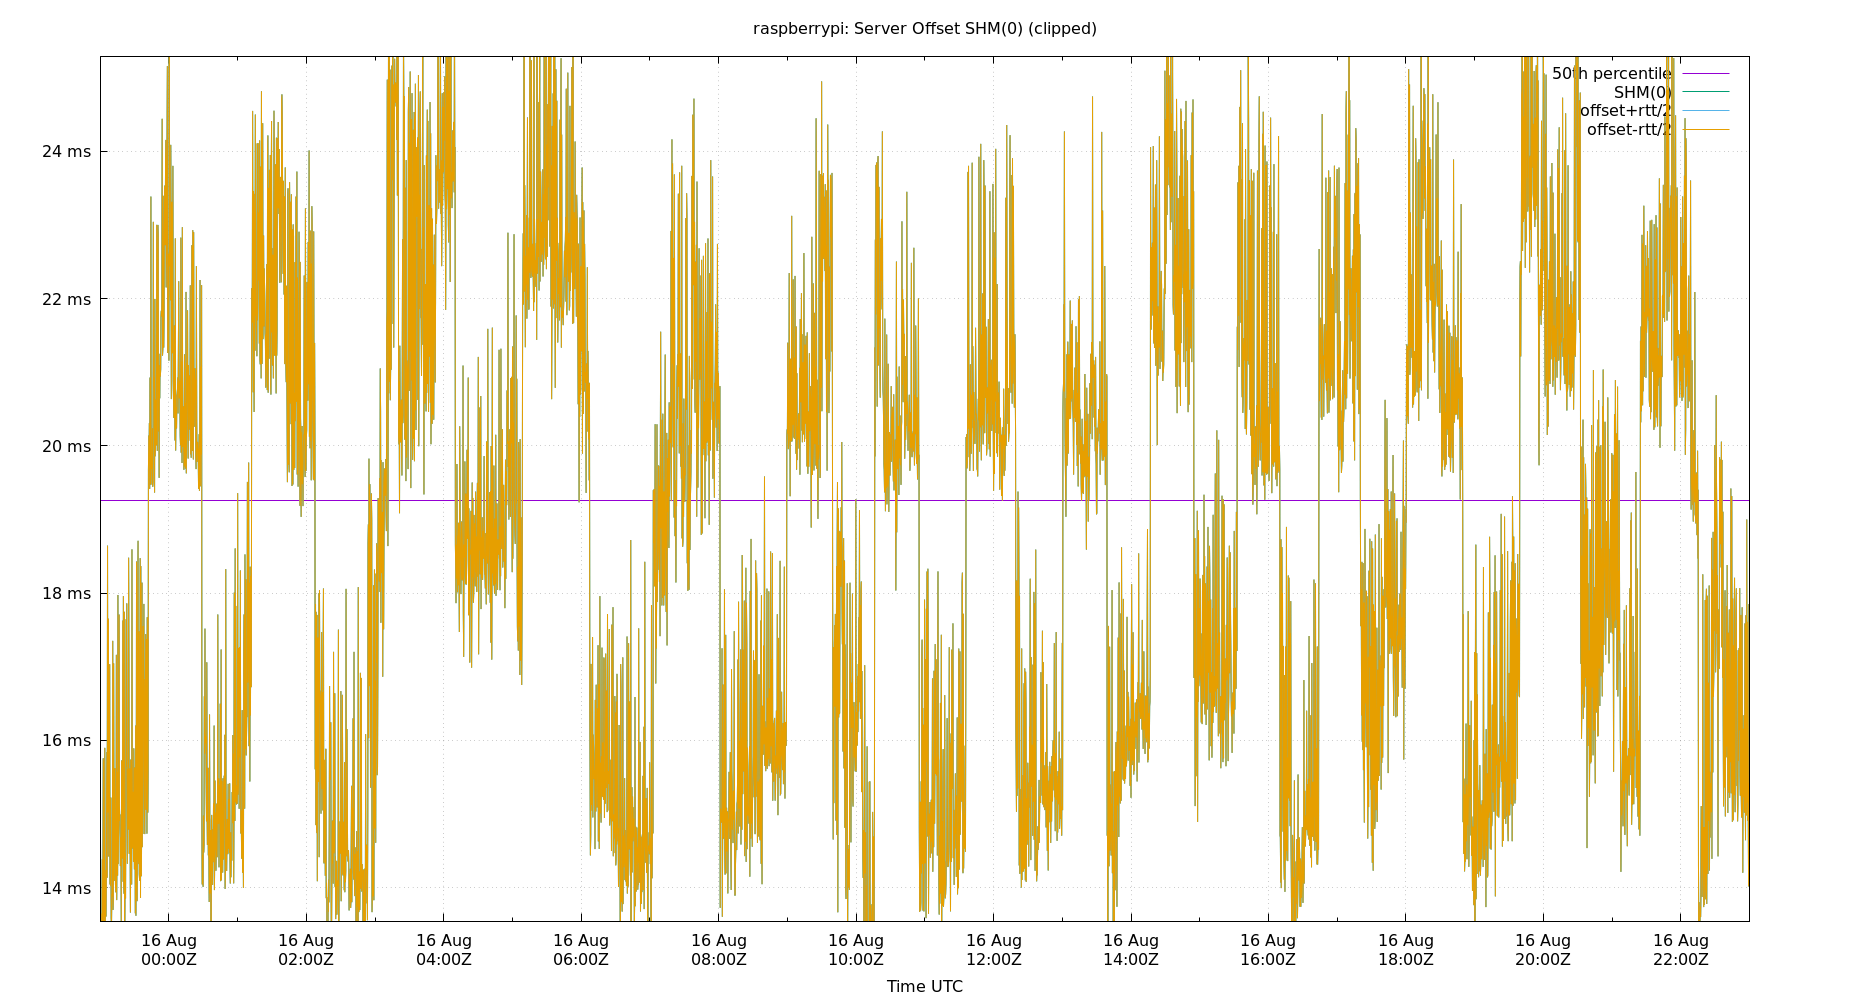 raspberrypi: Server Offset SHM(0) (clipped)
50th percentile
SHM(0)
offset+rtt/2
offset-rtt/2
24 ms
22 ms
20 ms
18 ms
16 ms
14 ms
16 Aug 16 Aug 16 Aug 16 Aug 16 Aug 16 Aug 16 Aug 16 Aug 16 Aug 16 Aug 16 Aug 16 Aug
00:00Z 02:00Z 04:00Z 06:00Z 08:00Z 10:00Z 12:00Z 14:00Z 16:00Z 18:00Z 20:00Z 22:00Z
Time UTC